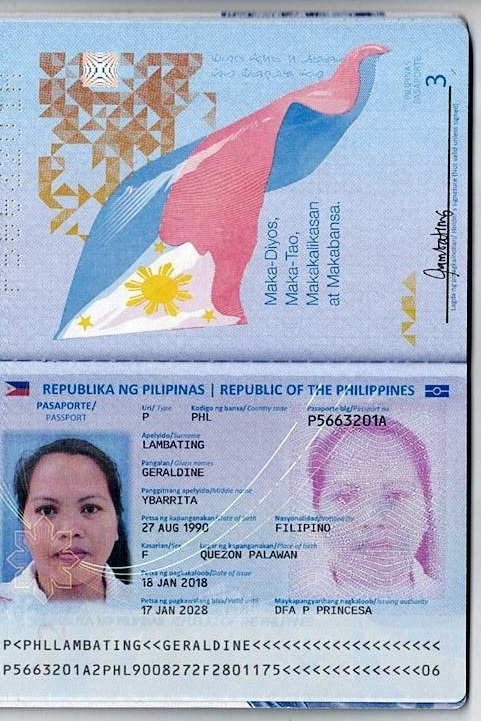 PILIPINAS
PASAPORTE
3
Maka-Diyos,
Maka-Tao,
Makakalikasan
at Makabansa.
REPUBLIKA NG PILIPINAS | REPUBLIC OF THE PHILIPPINES
PASAPORTE/
PASSPORT
Uri/ Type Kodigo ng bansa/ Country code Pasaporte blg/ Passport no
P PHL P5663201A
Apelyido/ Surname
LAMBATING
Pangalan/ Given names
GERALDINE
Panggitnang apelyido/ Middle name
YBARRITA
Petsa ng kapanganakan/ Date of birth Nasyonalidad/ Nationality
27 AUG 1990 FILIPINO
Kasarian/ Sex Lugar ng kapanganakan/ Place of birth
F QUEZON PALAWAN
Petsa ng pagkakaloob/ Date of issue
18 JAN 2018
Petsa ng pagkawalang bisa/ Valid until Maykapangyarihang nagkaloob/ Issuing authority
17 JAN 2028 DFA P PRINCESA
P<PHLLAMBATING<<GERALDINE<<<<<<<<<<<<<<<<<<<
P5663201A2PHL9008272F2801175<<<<<<<<<<<<<<06